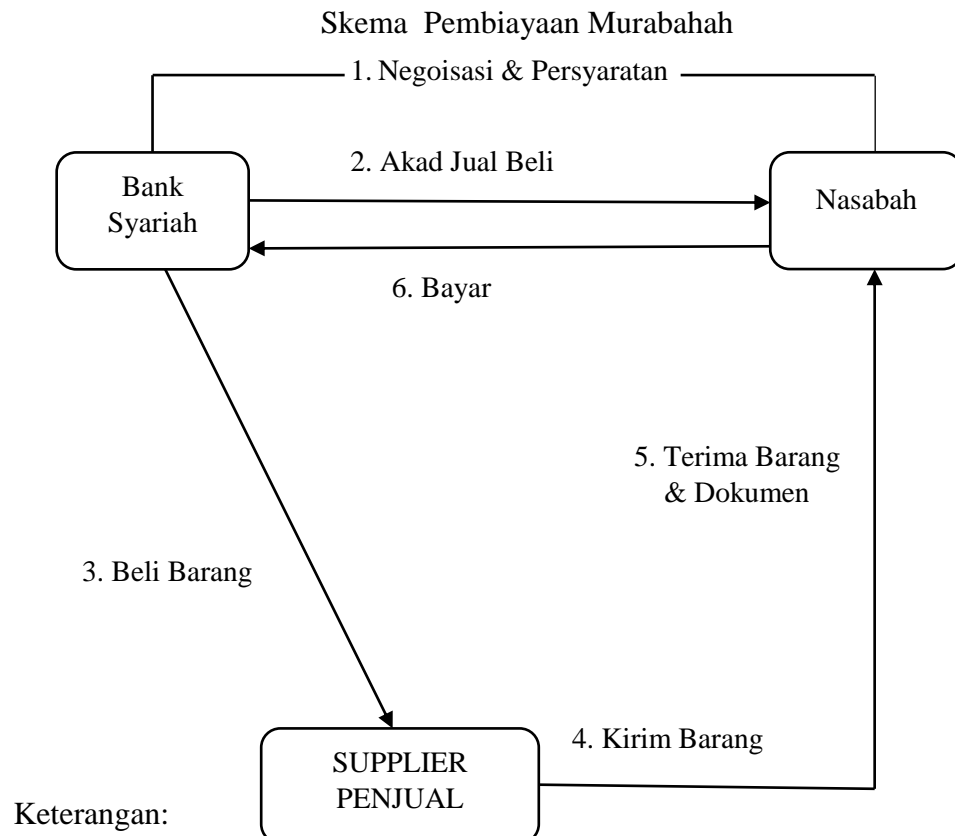 Skema Pembiayaan Murabahah
1. Negoisasi & Persyaratan
2. Akad Jual Beli
Bank
Syariah
Nasabah
6. Bayar
5. Terima Barang
& Dokumen
3. Beli Barang
4. Kirim Barang
SUPPLIER
PENJUAL
Keterangan: